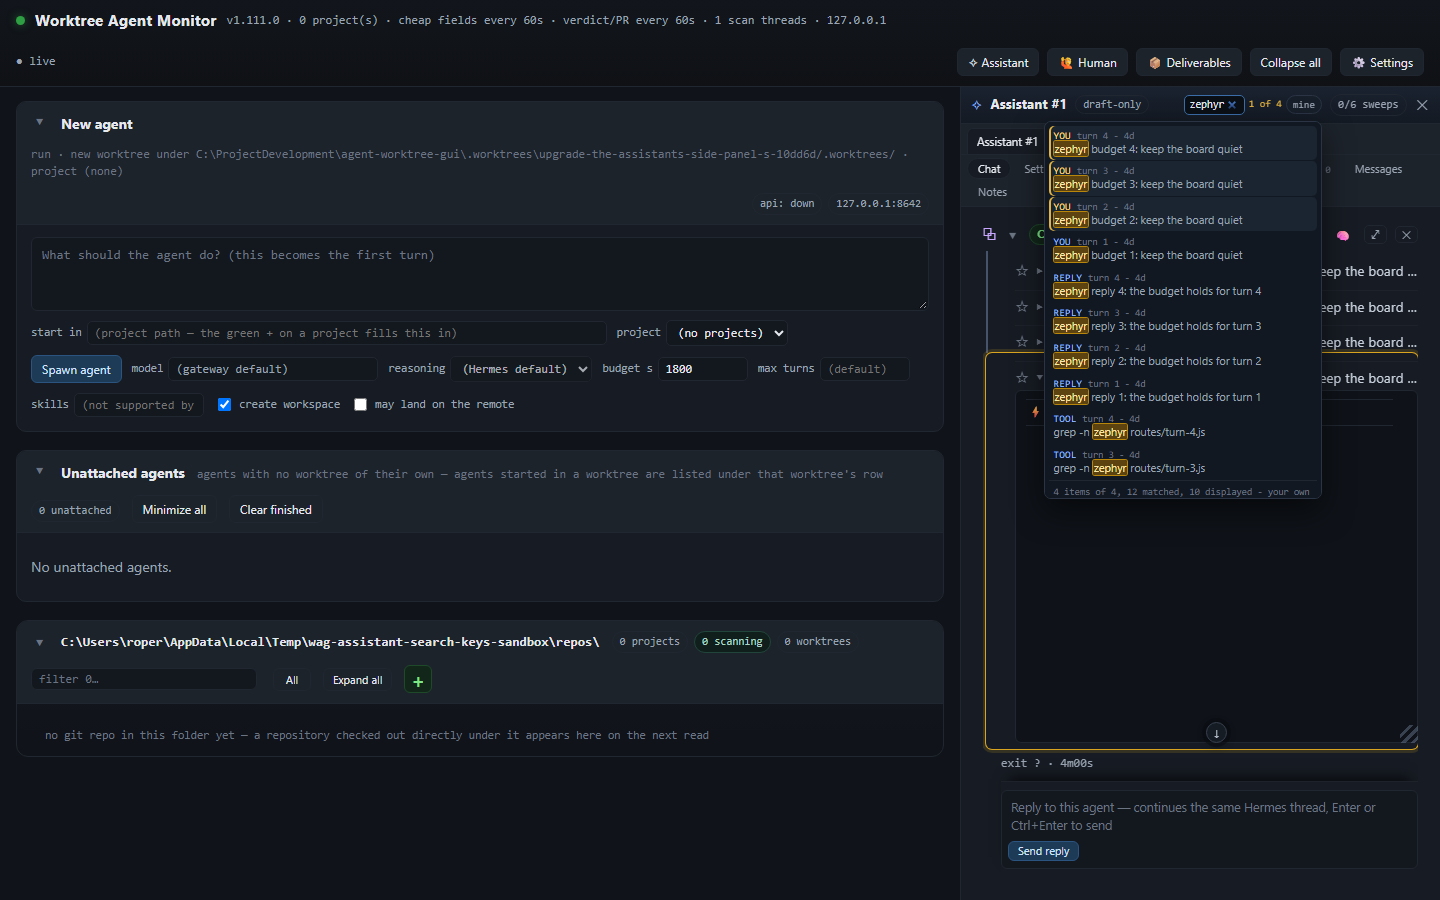 Worktree Agent Monitor v1.111.0 · 0 project(s) · cheap fields every 60s · verdict/PR every 60s · 1 scan threads · 127.0.0.1
live
Assistant
Human
Deliverables
Collapse all
Settings
New agent
run · new worktree under C:\ProjectDevelopment\agent-worktree-gui\.worktrees\upgrade-the-assistants-side-panel-s-10dd6d/.worktrees/ ·
project (none)
api: down 127.0.0.1:8642
What should the agent do? (this becomes the first turn)
start in (project path — the green + on a project fills this in) project (no projects)
Spawn agent model (gateway default) reasoning (Hermes default) budget s 1800 max turns (default)
skills (not supported by create workspace may land on the remote
Unattached agents agents with no worktree of their own — agents started in a worktree are listed under that worktree's row
0 unattached Minimize all Clear finished
No unattached agents.
C:\Users\roper\AppData\Local\Temp\wag-assistant-search-keys-sandbox\repos\ 0 projects 0 scanning 0 worktrees
filter 0… All Expand all +
no git repo in this folder yet — a repository checked out directly under it appears here on the next read
Assistant #1 draft-only zephyr × 1 of 4 mine 0/6 sweeps
Assistant #1
Chat Sett 0 Messages
Notes
YOU turn 4 - 4d
zephyr budget 4: keep the board quiet
YOU turn 3 - 4d
zephyr budget 3: keep the board quiet
YOU turn 2 - 4d
zephyr budget 2: keep the board quiet
YOU turn 1 - 4d
zephyr budget 1: keep the board quiet
REPLY turn 4 - 4d
zephyr reply 4: the budget holds for turn 4
REPLY turn 3 - 4d
zephyr reply 3: the budget holds for turn 3
REPLY turn 2 - 4d
zephyr reply 2: the budget holds for turn 2
REPLY turn 1 - 4d
zephyr reply 1: the budget holds for turn 1
TOOL turn 4 - 4d
grep -n zephyr routes/turn-4.js
TOOL turn 3 - 4d
grep -n zephyr routes/turn-3.js
4 items of 4, 12 matched, 10 displayed - your own
eep the board ...
eep the board ...
eep the board ...
eep the board ...
exit ? · 4m00s
Reply to this agent — continues the same Hermes thread, Enter or
Ctrl+Enter to send
Send reply